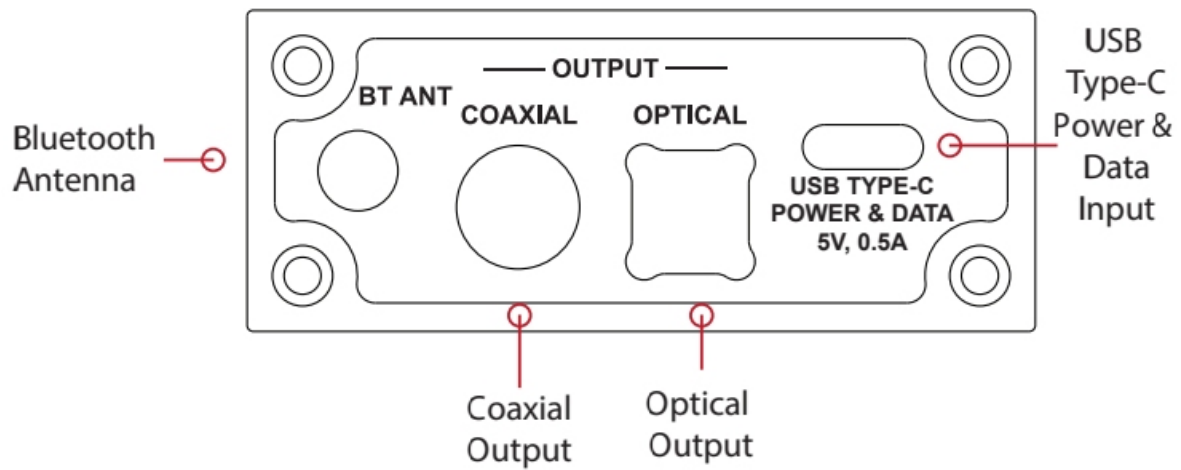 OUTPUT
BT ANT
COAXIAL
OPTICAL
USB TYPE-C
POWER & DATA
5V, 0.5A
Bluetooth
Antenna
USB
Type-C
Power &
Data
Input
Coaxial
Output
Optical
Output